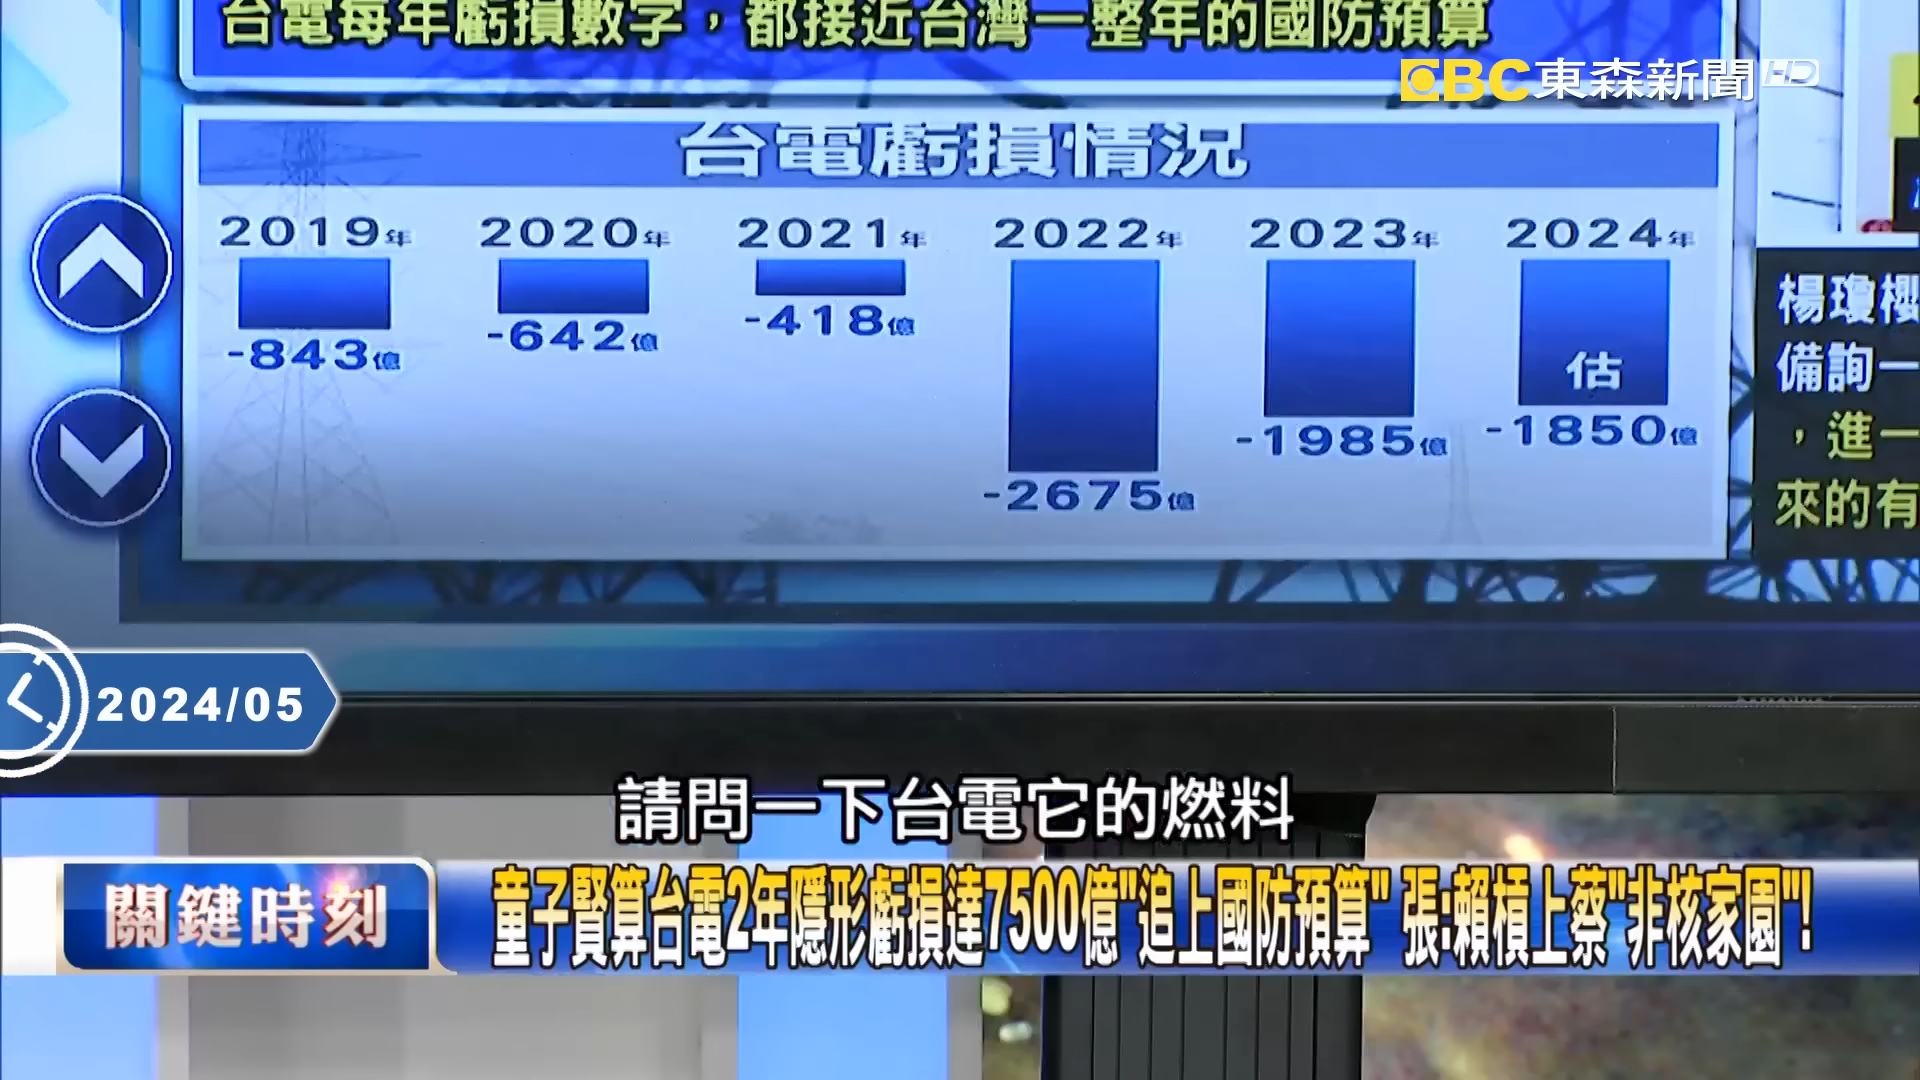 台電每年虧損數字，都接近台灣一整年的國防預算
EBC東森新聞HD
台電虧損情況
2019年 2020年 2021年 2022年 2023年 2024年
-843億 -642億 -418億 -2675億 -1985億 估 -1850億
楊瓊櫻
備詢一
，進一
來的有
2024/05
請問一下台電它的燃料
關鍵時刻
童子賢算台電2年隱形虧損達7500億"追上國防預算" 張:賴槓上蔡"非核家園"!